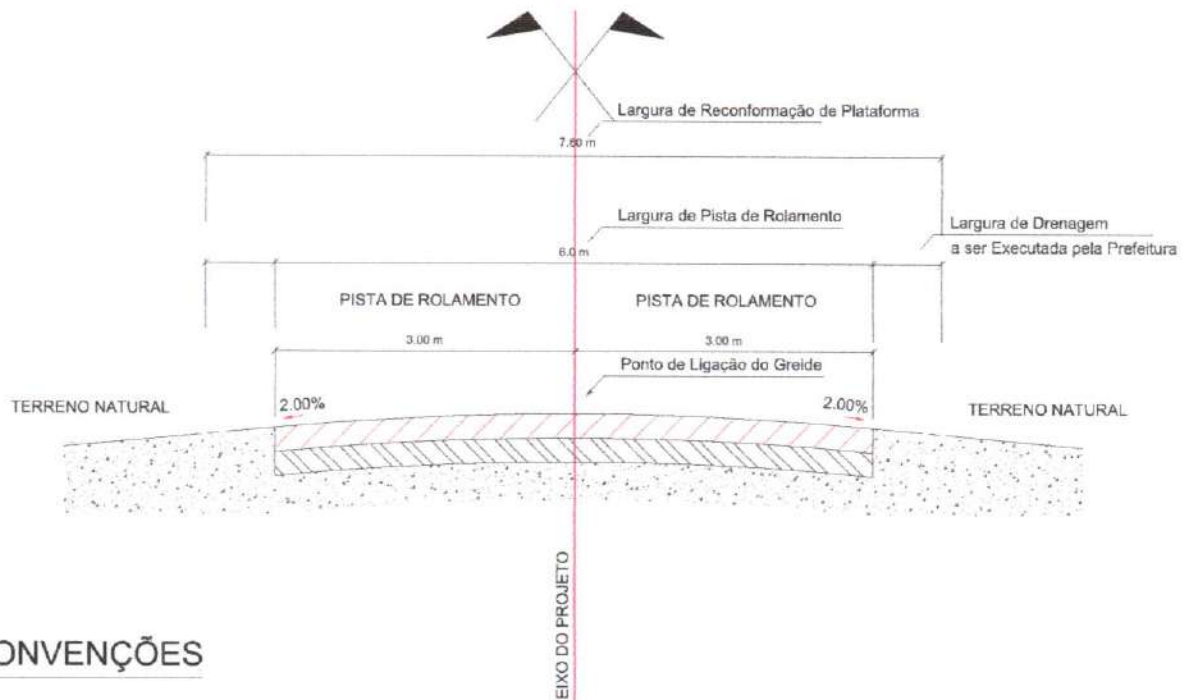 Largura de Reconformação de Plataforma
7.60 m
Largura de Pista de Rolamento
Largura de Drenagem
a ser Executada pela Prefeitura
6.0 m
PISTA DE ROLAMENTO
PISTA DE ROLAMENTO
3.00 m
3.00 m
Ponto de Ligação do Greide
TERRENO NATURAL
2.00%
2.00%
TERRENO NATURAL
EIXO DO PROJETO
ONVENÇÕES